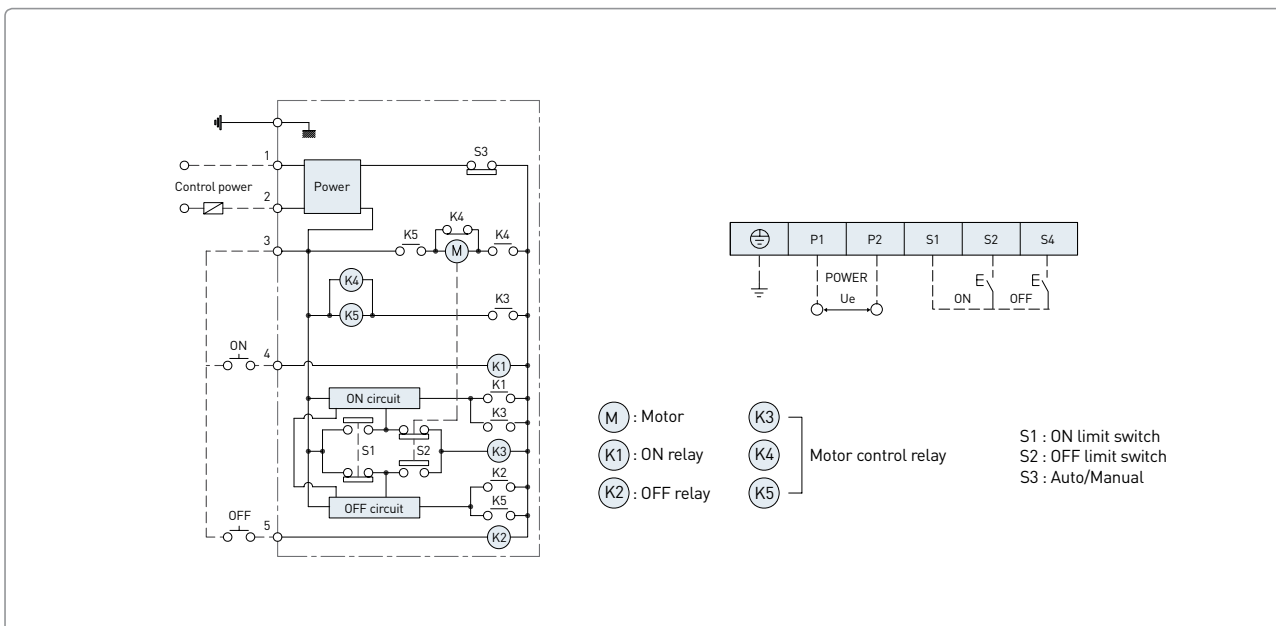 S3
1
Control power
Power
2
K4
3
K5
M
K4
K4
K5
K3
ON
4
K1
K1
ON circuit
K3
S1
S2
K3
K2
K5
OFF circuit
OFF
5
K2
P1
P2
S1
S2
S4
POWER
Ue
ON
OFF
M : Motor
K1 : ON relay
K2 : OFF relay
K3
K4
K5
Motor control relay
S1 : ON limit switch
S2 : OFF limit switch
S3 : Auto/Manual